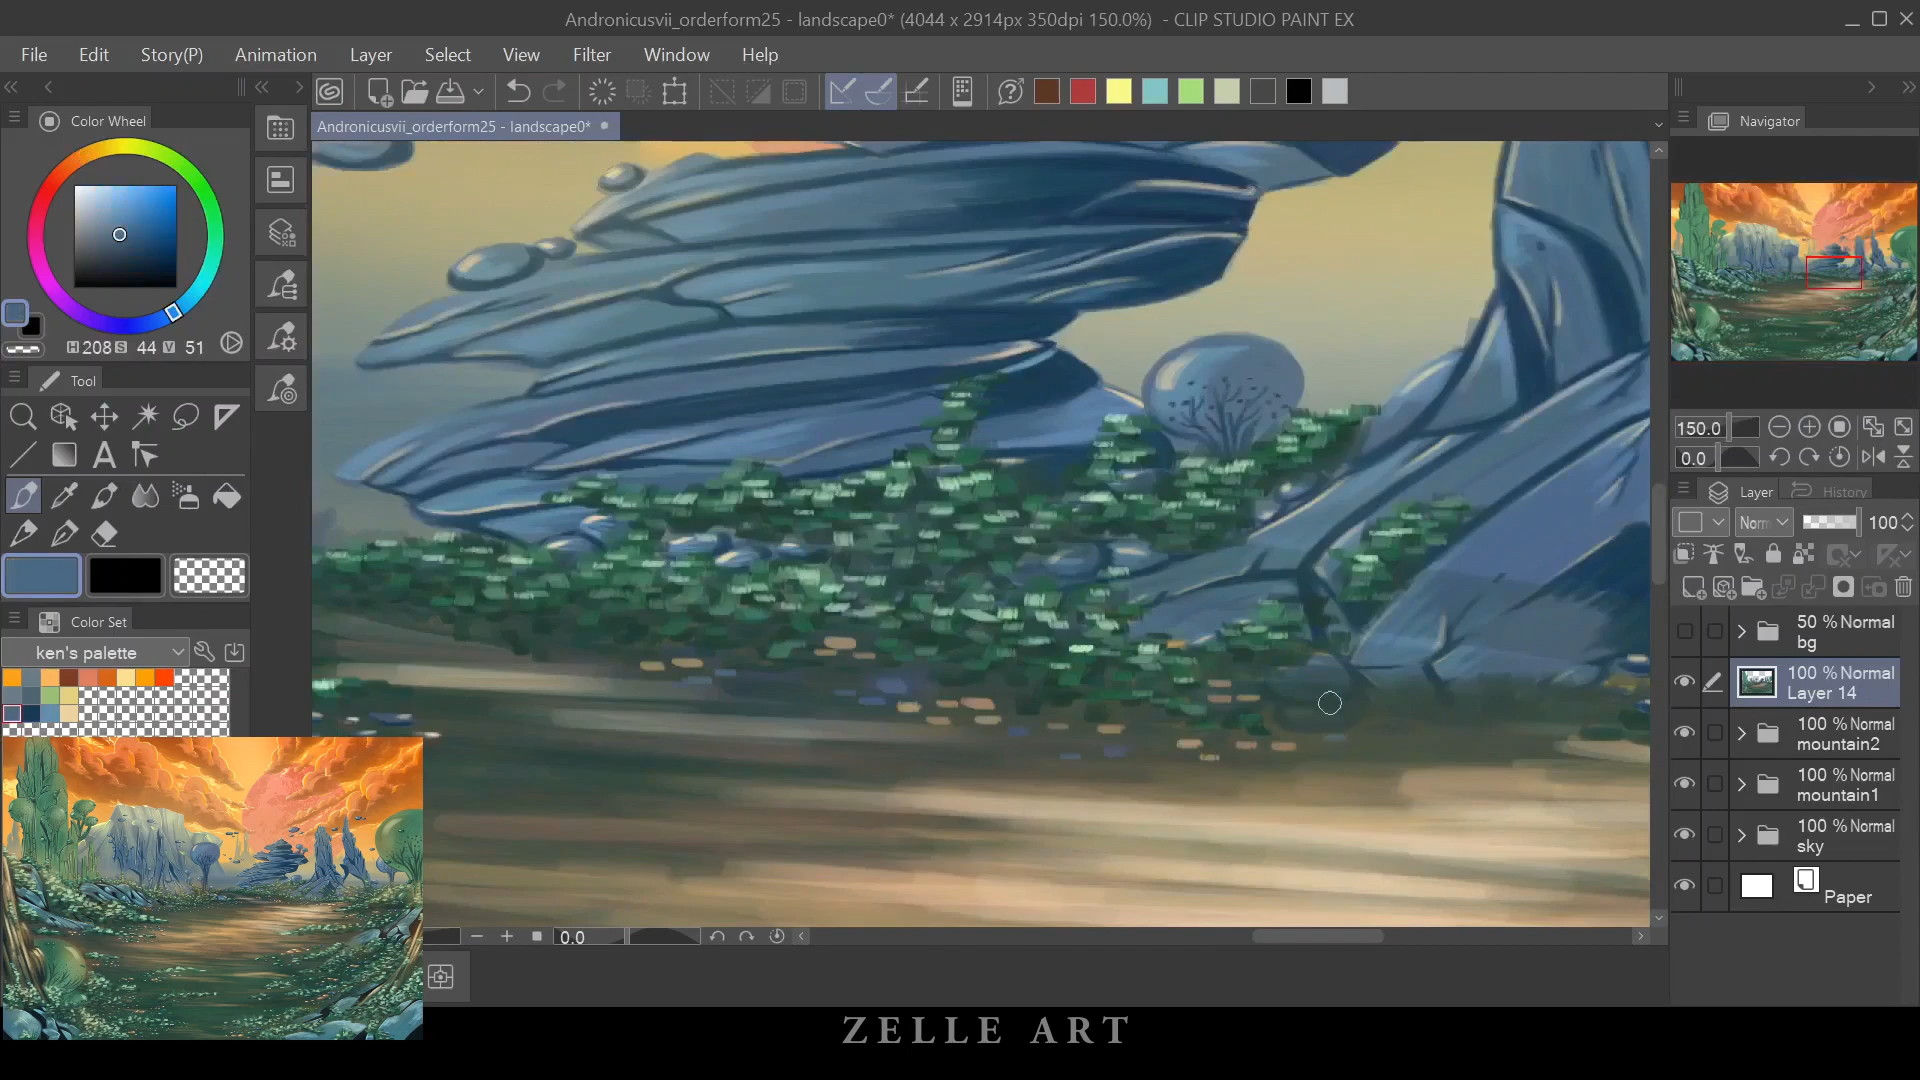 Andronicusvii_orderform25 - landscape0* (4044 x 2914px 350dpi 150.0%) - CLIP STUDIO PAINT EX
File Edit Story(P) Animation Layer Select View Filter Window Help
Andronicusvii_orderform25 - landscape0*
Color Wheel
H 208 S 44 V 51
Tool
A
Color Set
ken's palette
Navigator
150.0
0.0
Layer History
Norm 100
50 % Normal
bg
100 % Normal
Layer 14
100 % Normal
mountain2
100 % Normal
mountain1
100 % Normal
sky
Paper
0.0
ZELLE ART